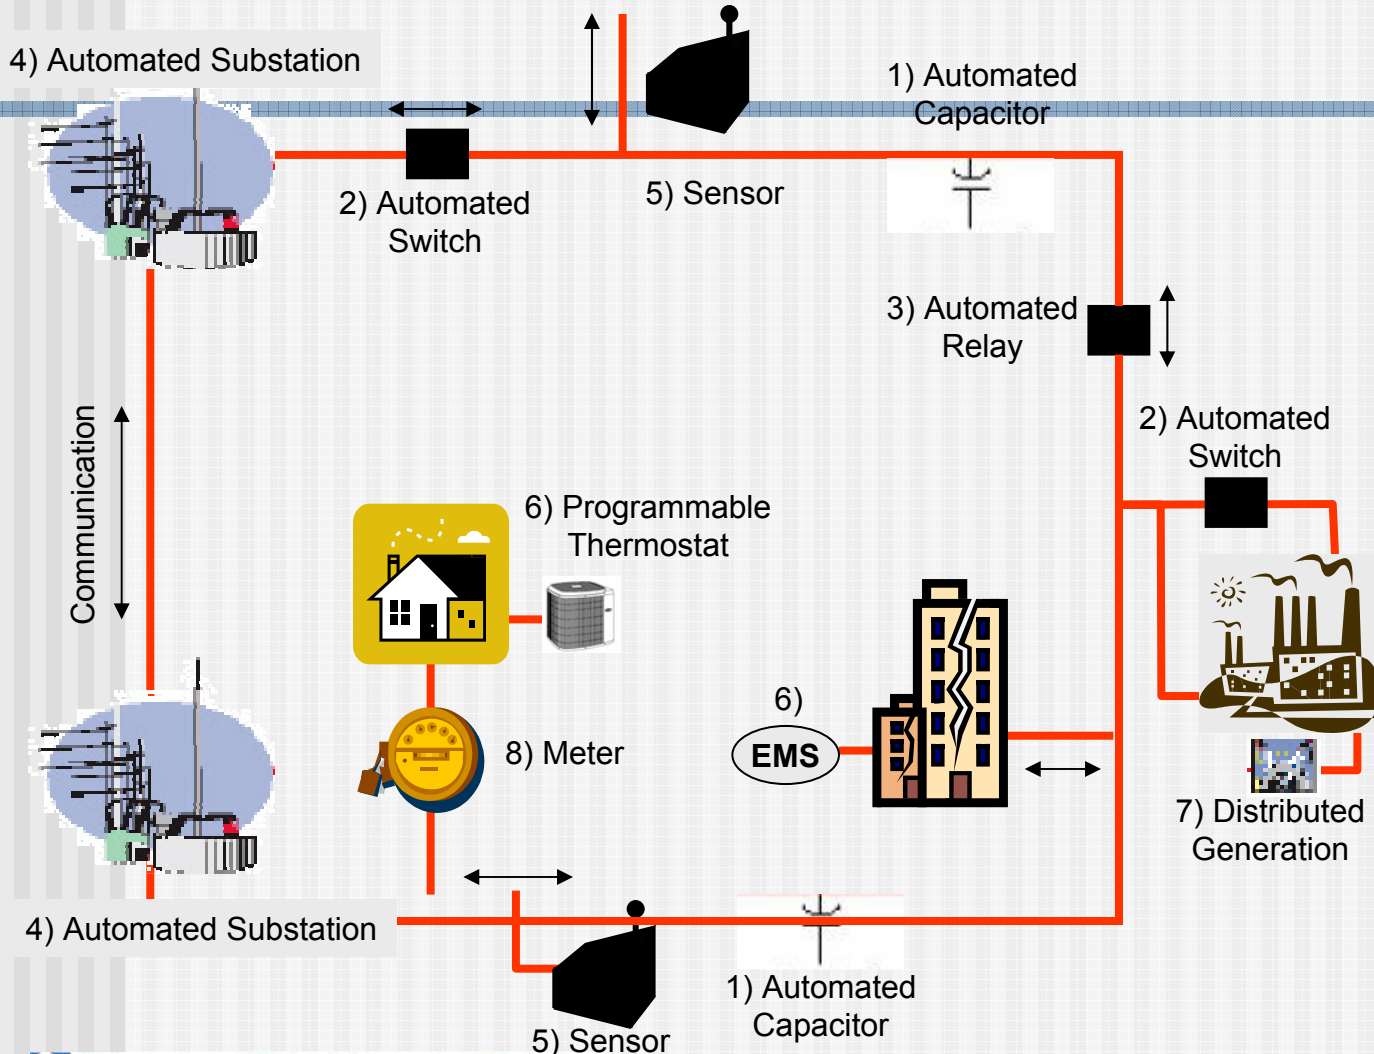 4) Automated Substation
1) Automated
Capacitor
2) Automated
Switch
5) Sensor
3) Automated
Relay
2) Automated
Switch
Communication
6) Programmable
Thermostat
6)
EMS
8) Meter
7) Distributed
Generation
4) Automated Substation
1) Automated
Capacitor
5) Sensor